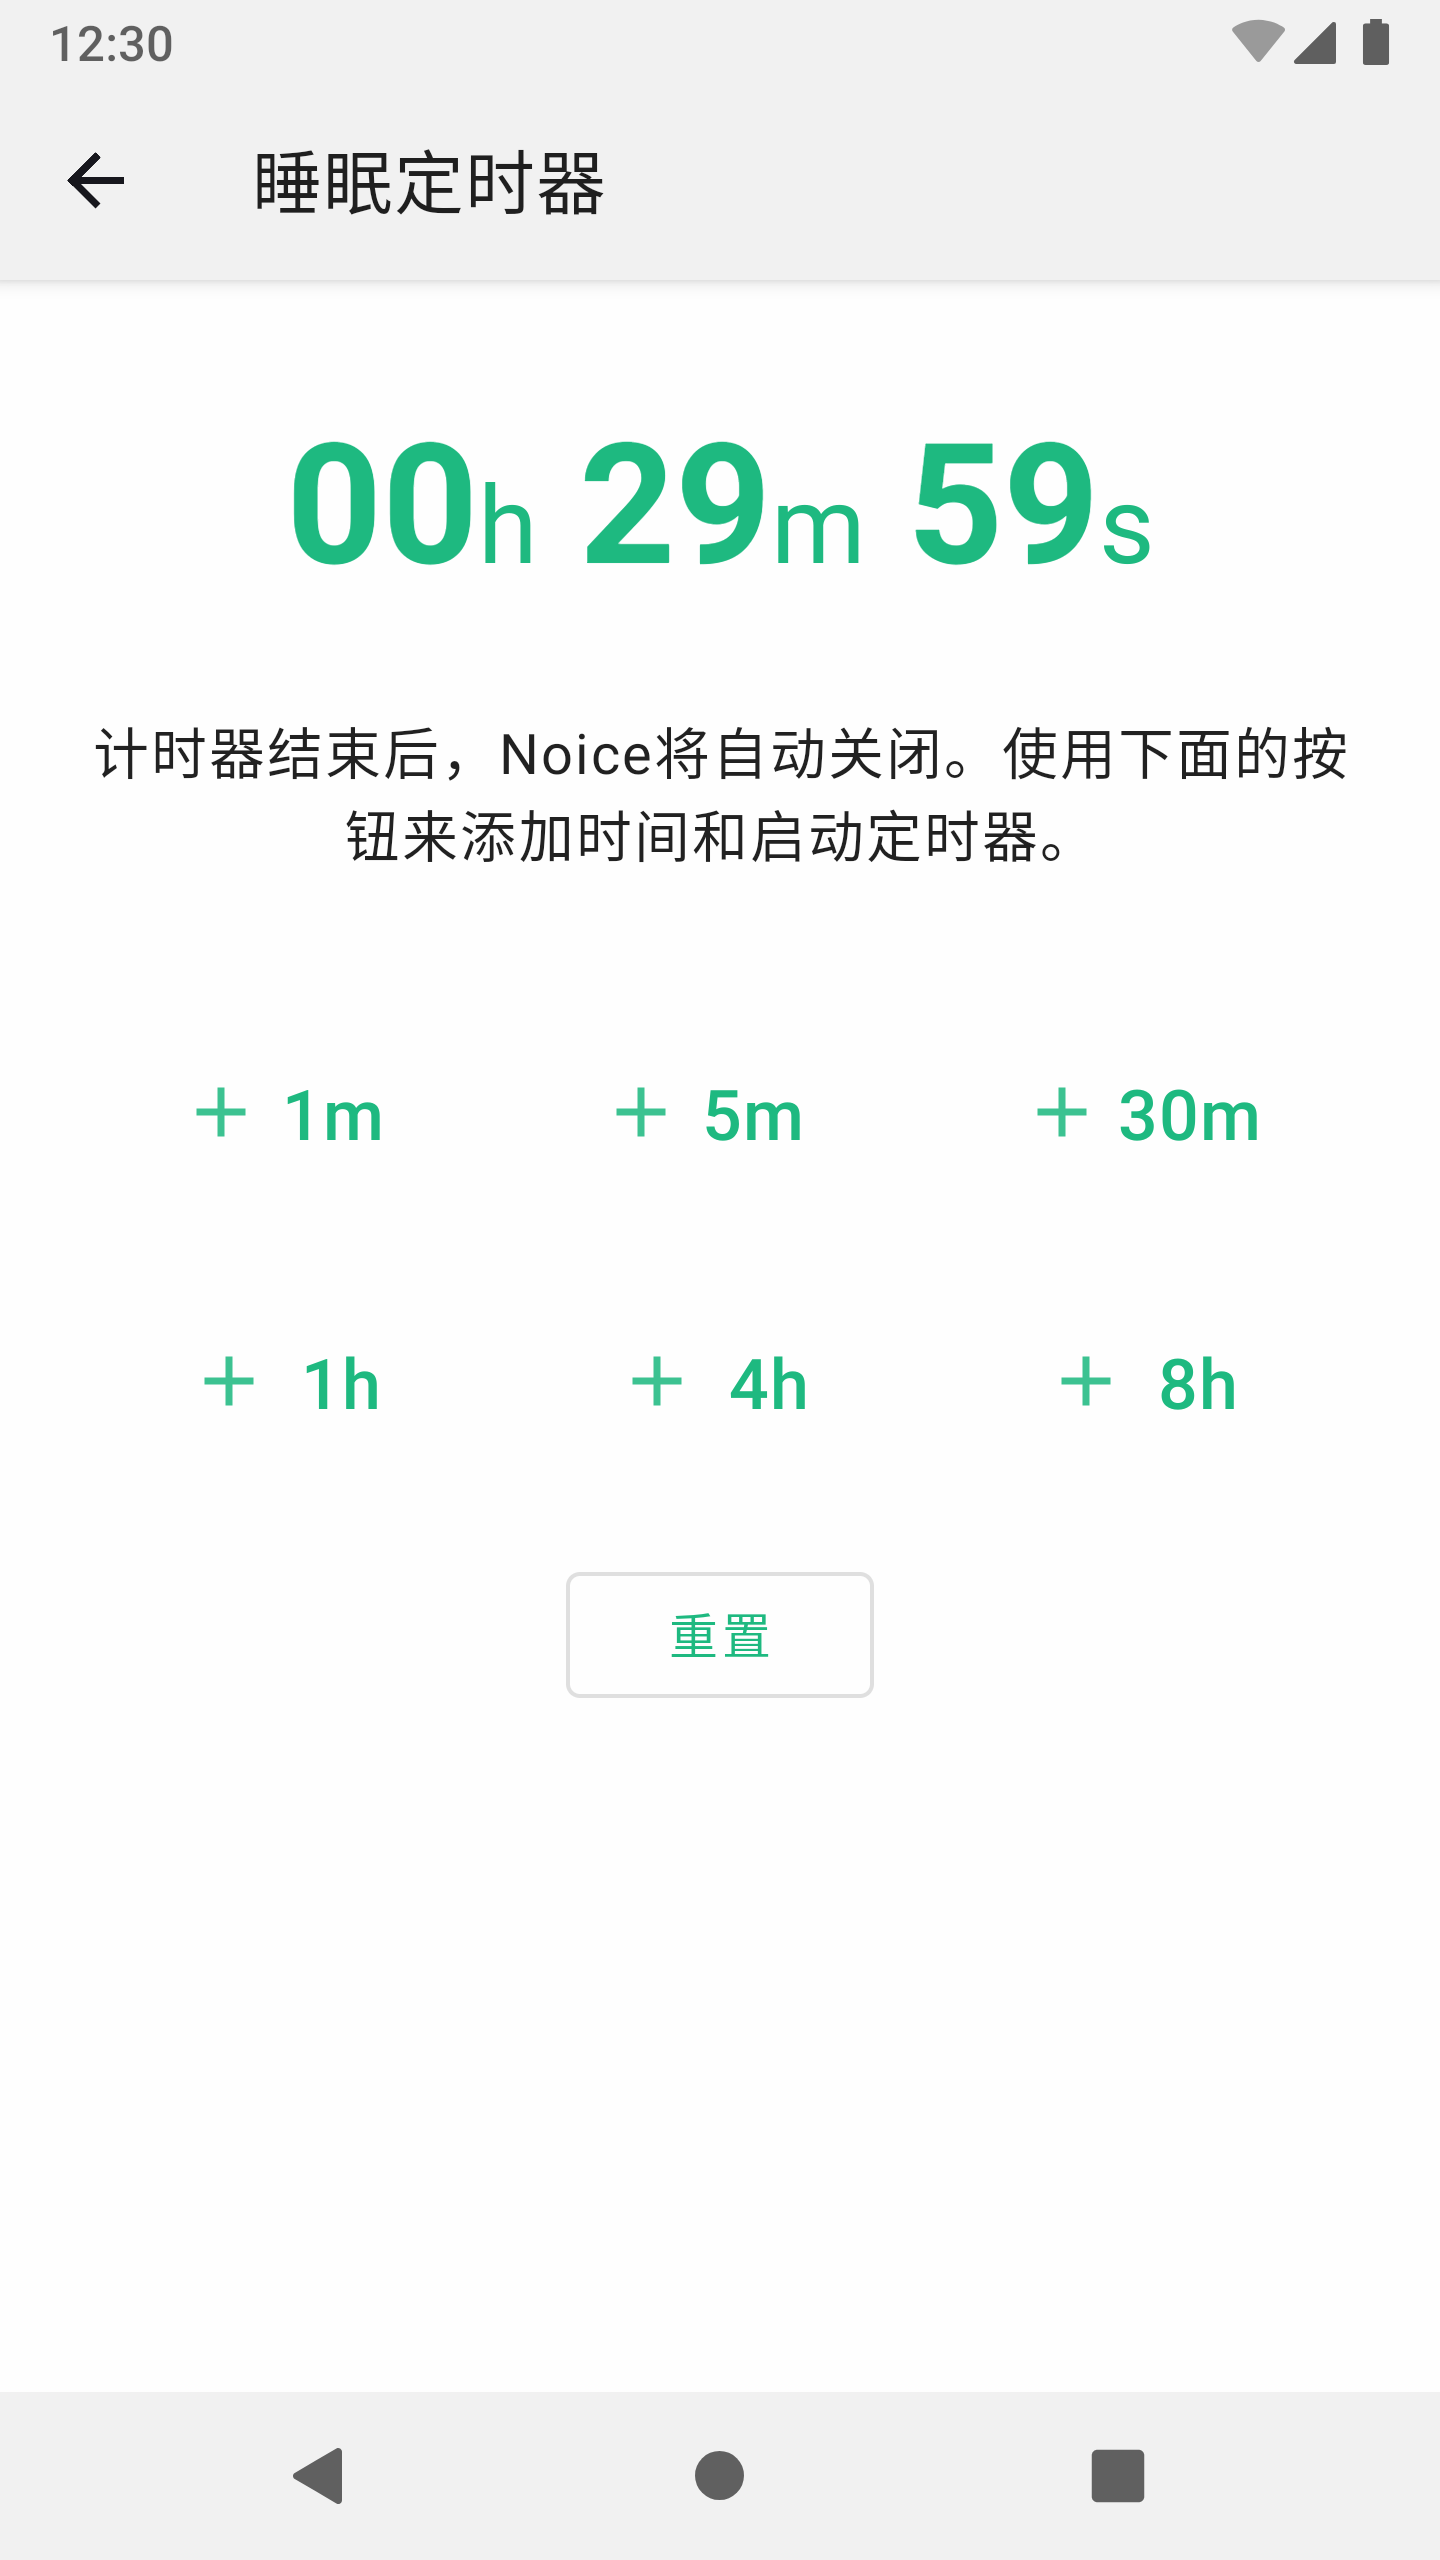 12:30
睡眠定时器
00h 29m 59s
计时器结束后，Noice将自动关闭。使用下面的按
钮来添加时间和启动定时器。
+ 1m + 5m + 30m
+ 1h + 4h + 8h
重置